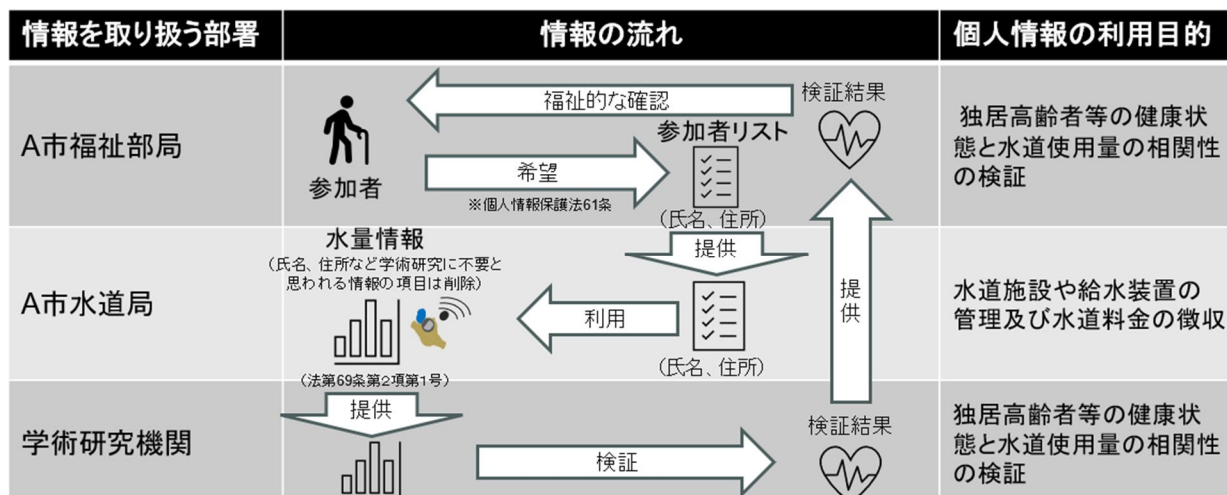 情報を取り扱う部署
情報の流れ
個人情報の利用目的
A市福祉部局
参加者
福祉的な確認
希望
※個人情報保護法61条
参加者リスト
(氏名、住所)
検証結果
独居高齢者等の健康状
態と水道使用量の相関性
の検証
提供
A市水道局
水量情報
(氏名、住所など学術研究に不要と
思われる情報の項目は削除)
利用
(氏名、住所)
(法第69条第2項第1号)
提供
水道施設や給水装置の
管理及び水道料金の徴収
提供
学術研究機関
検証
検証結果
独居高齢者等の健康状
態と水道使用量の相関性
の検証